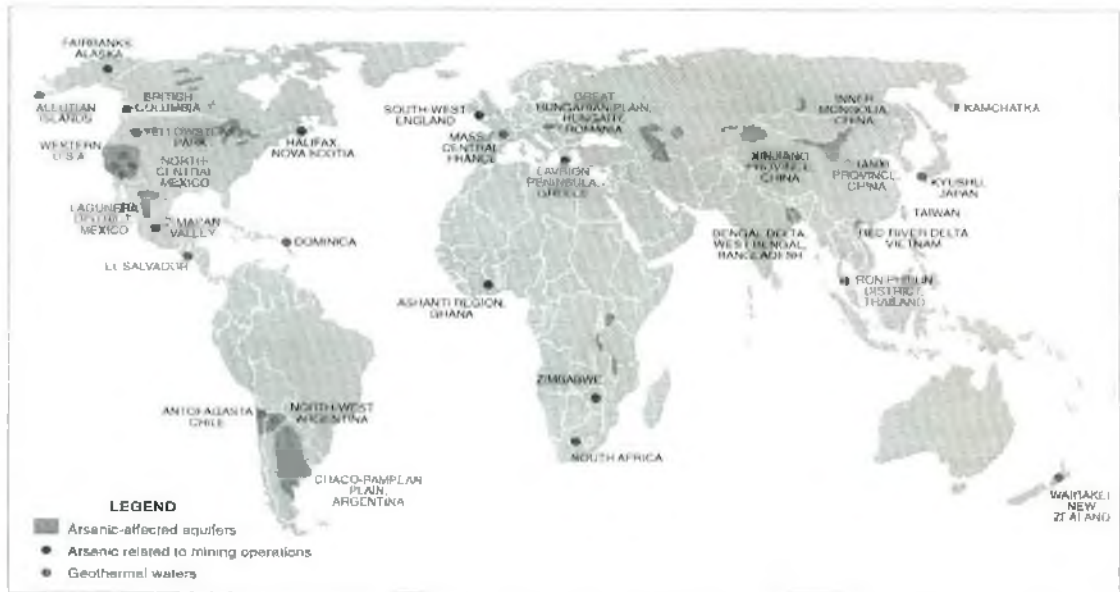 FAIRBANKS,
ALASKA
ALEUTIAN
ISLANDS
BRITISH
COLUMBIA
YELLOWSTONE
PARK
WESTERN
U.S.A
NORTH
CENTRAL
MEXICO
LAGUNERA
DISTRICT
MEXICO
VALLEY
EL SALVADOR
HALIFAX,
NOVA SCOTIA
DOMINICA
ANTOFAGASTA
CHILE
NORTH-WEST
ARGENTINA
CHACO-PAMPEAN
PLAIN,
ARGENTINA
SOUTH-WEST
ENGLAND
MASS.
CENTRAL
FRANCE
GREAT
HUNGARIAN PLAIN,
HUNGARY,
ROMANIA
LAVRION
PENINSULA,
GREECE
ASHANTI REGION,
GHANA
ZIMBABWE
SOUTH AFRICA
INNER
MONGOLIA
CHINA
KAMCHATKA
XINJIANG
PROVINCE,
CHINA
PROVINCE,
CHINA
KYUSHU,
JAPAN
TAIWAN
BENGAL DELTA,
WEST BENGAL,
BANGLADESH
RED RIVER DELTA
VIETNAM
RON PHIBUN
DISTRICT,
THAILAND
WAIRAKEI
NEW
ZEALAND
LEGEND
Arsenic-affected aquifers
Arsenic related to mining operations
Geothermal waters